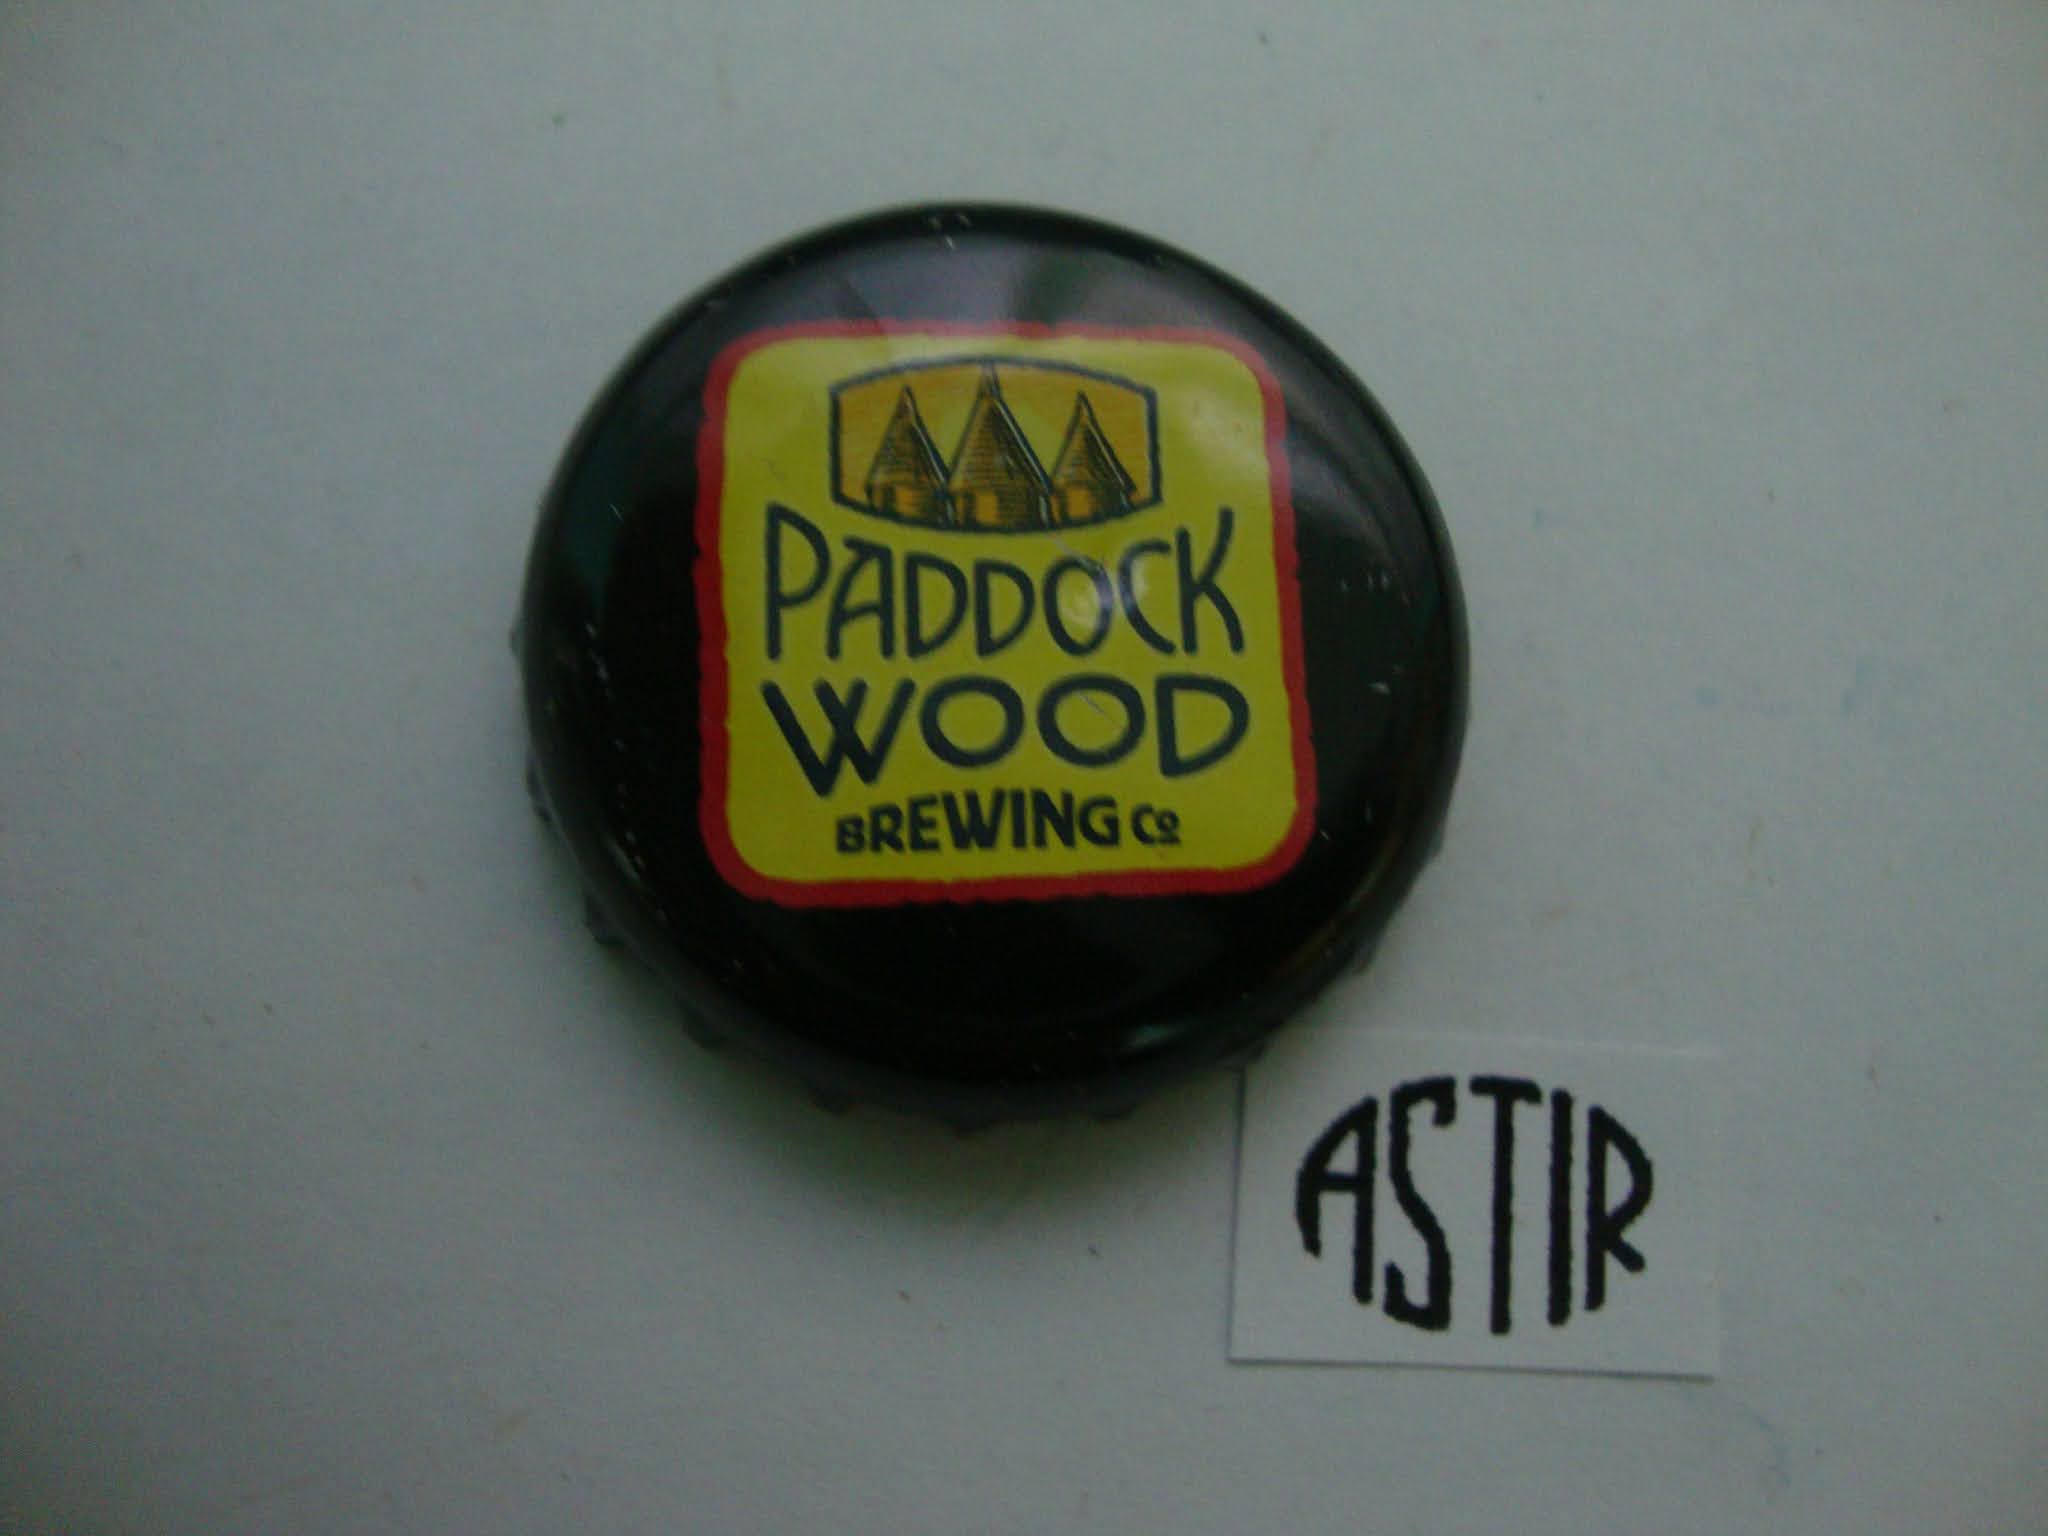 PADDOCK
WOOD
BREWING Co
ASTIR